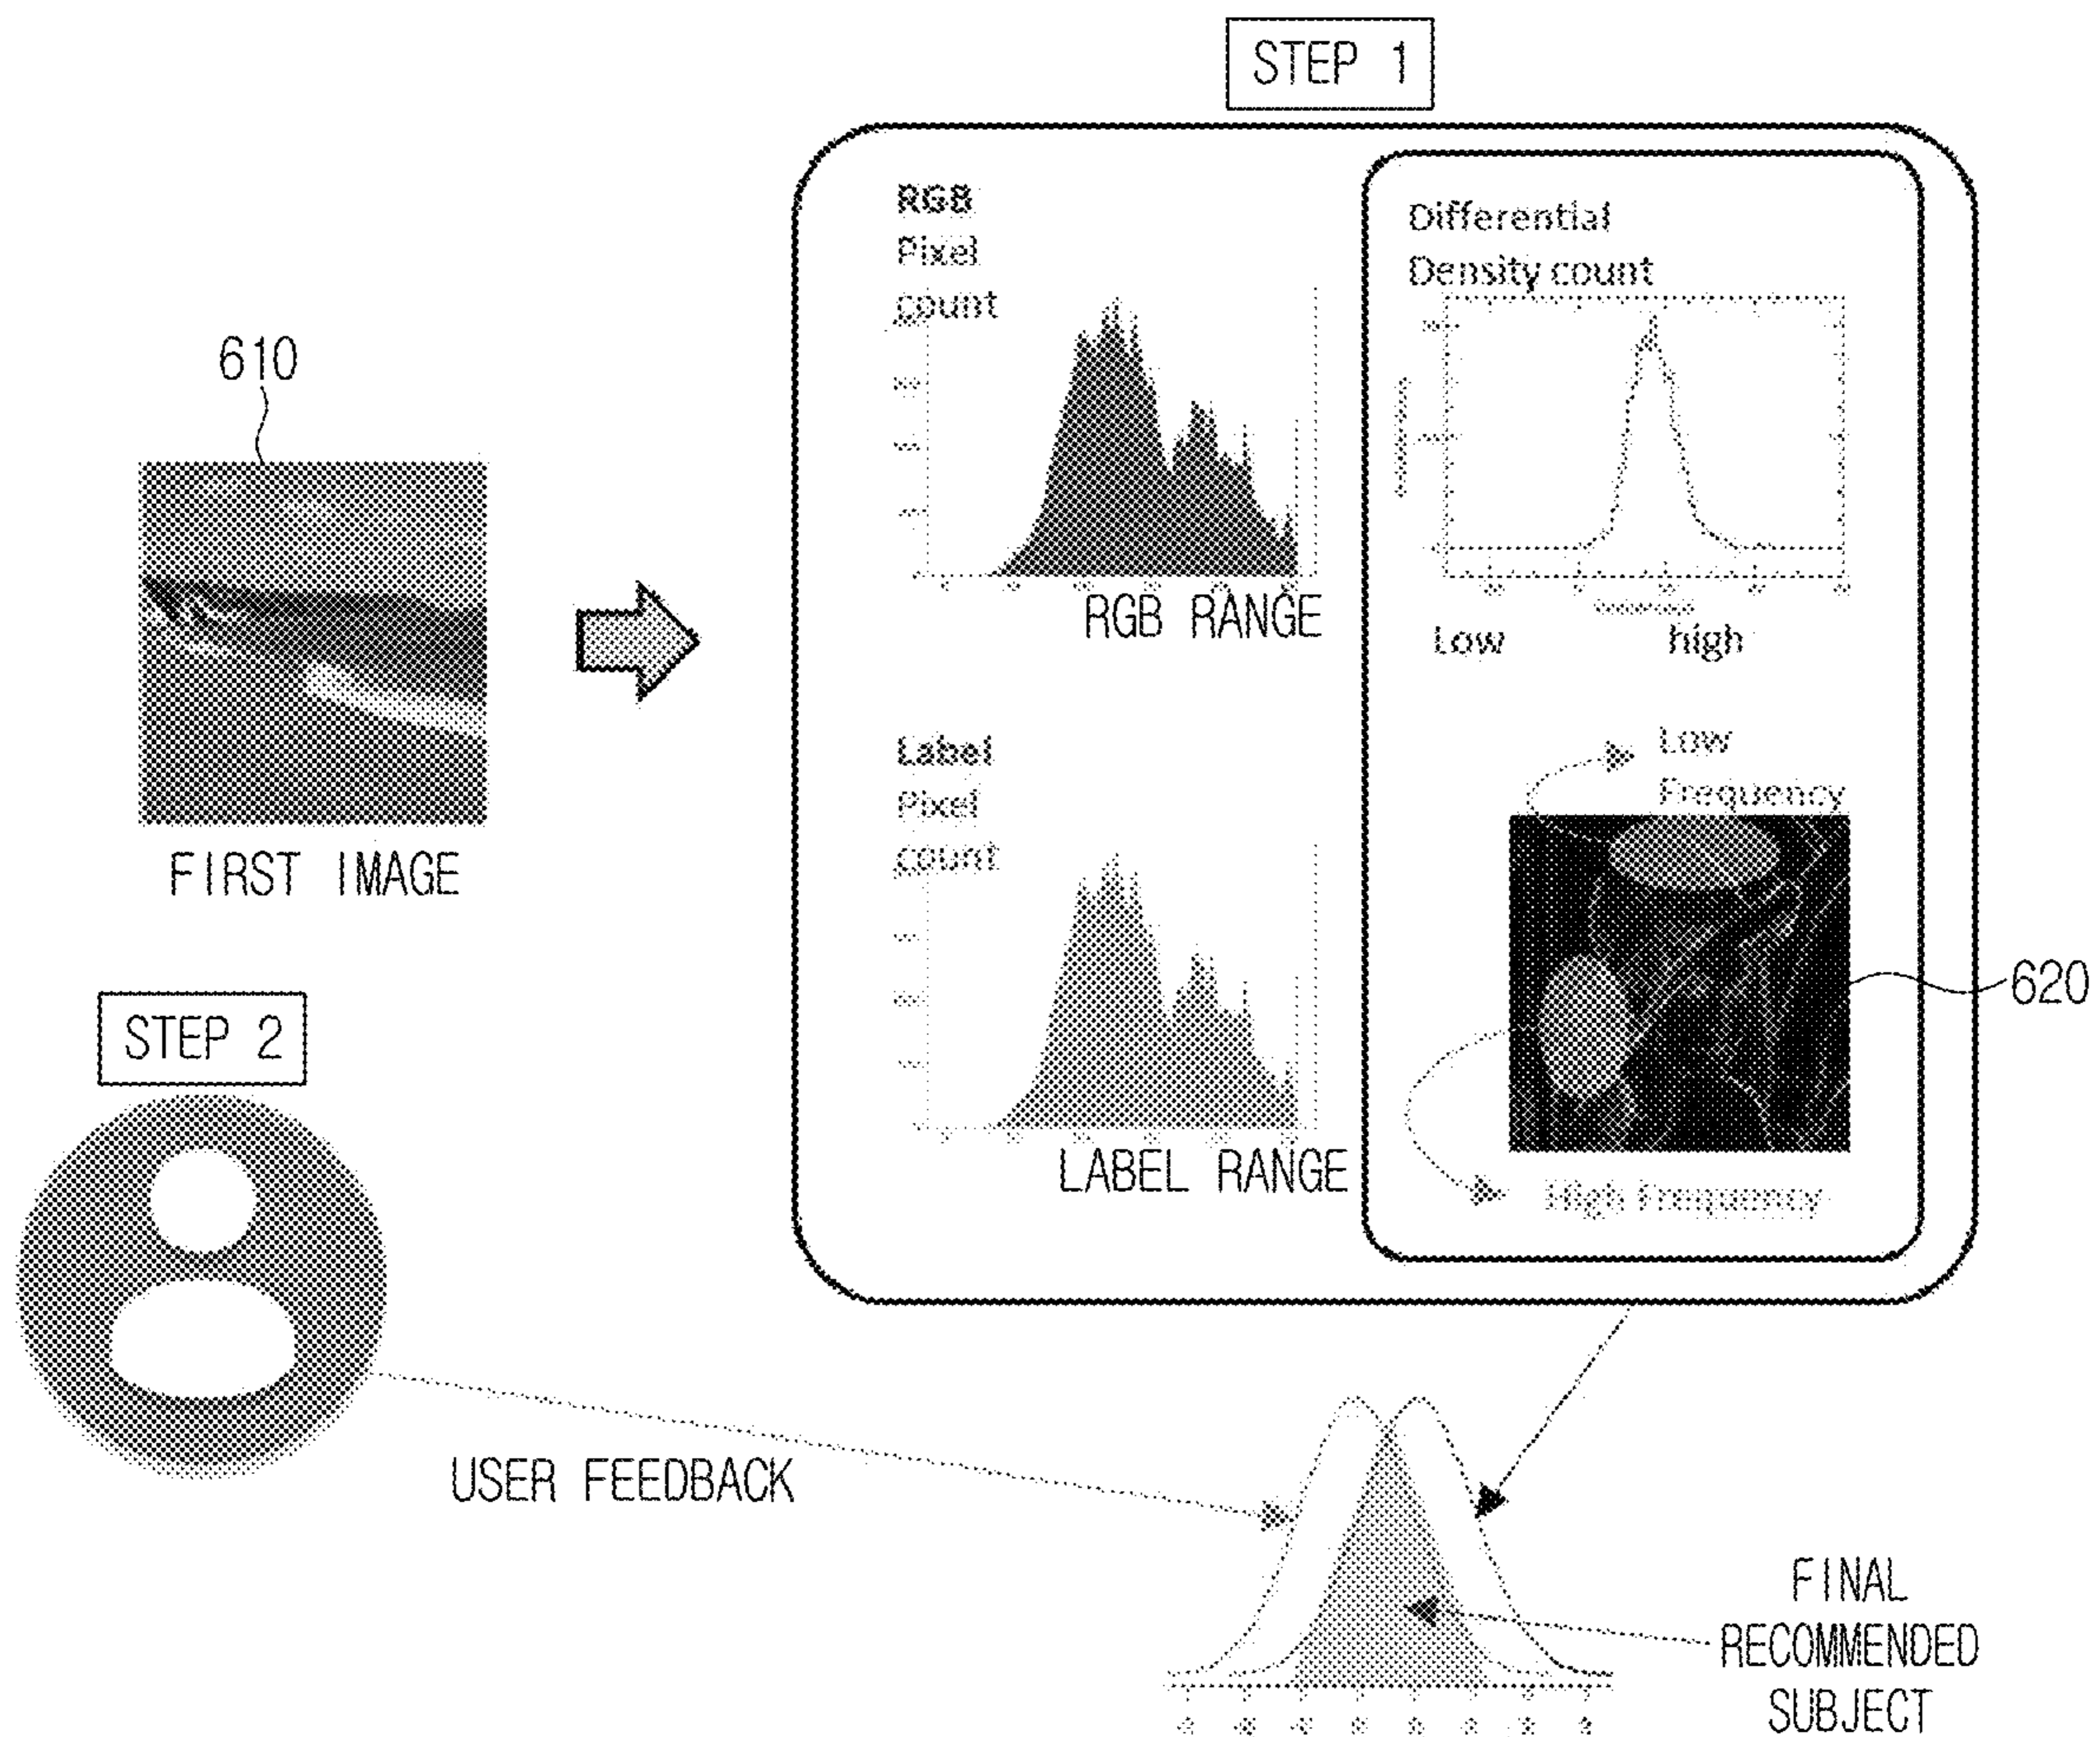 STEP 1
RGB
Pixel
count
RGB RANGE
Differential
Density count
Low
high
610
FIRST IMAGE
Label
Pixel
count
LABEL RANGE
Low
Frequency
620
High Frequency
STEP 2
USER FEEDBACK
FINAL
RECOMMENDED
SUBJECT